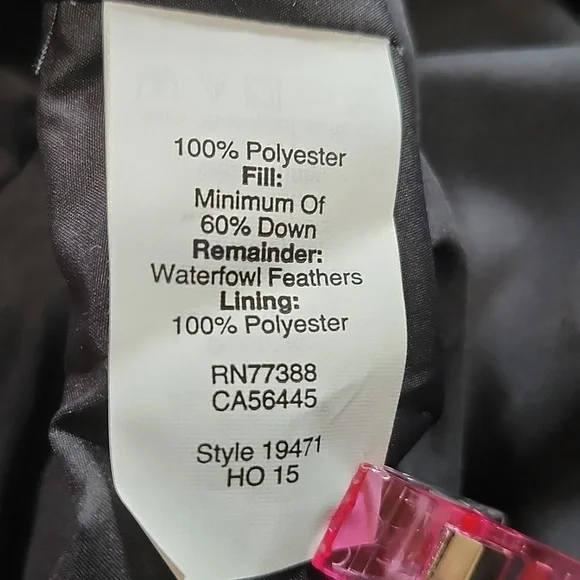 100% Polyester
Fill:
Minimum Of
60% Down
Remainder:
Waterfowl Feathers
Lining:
100% Polyester
RN77388
CA56445
Style 19471
HO 15